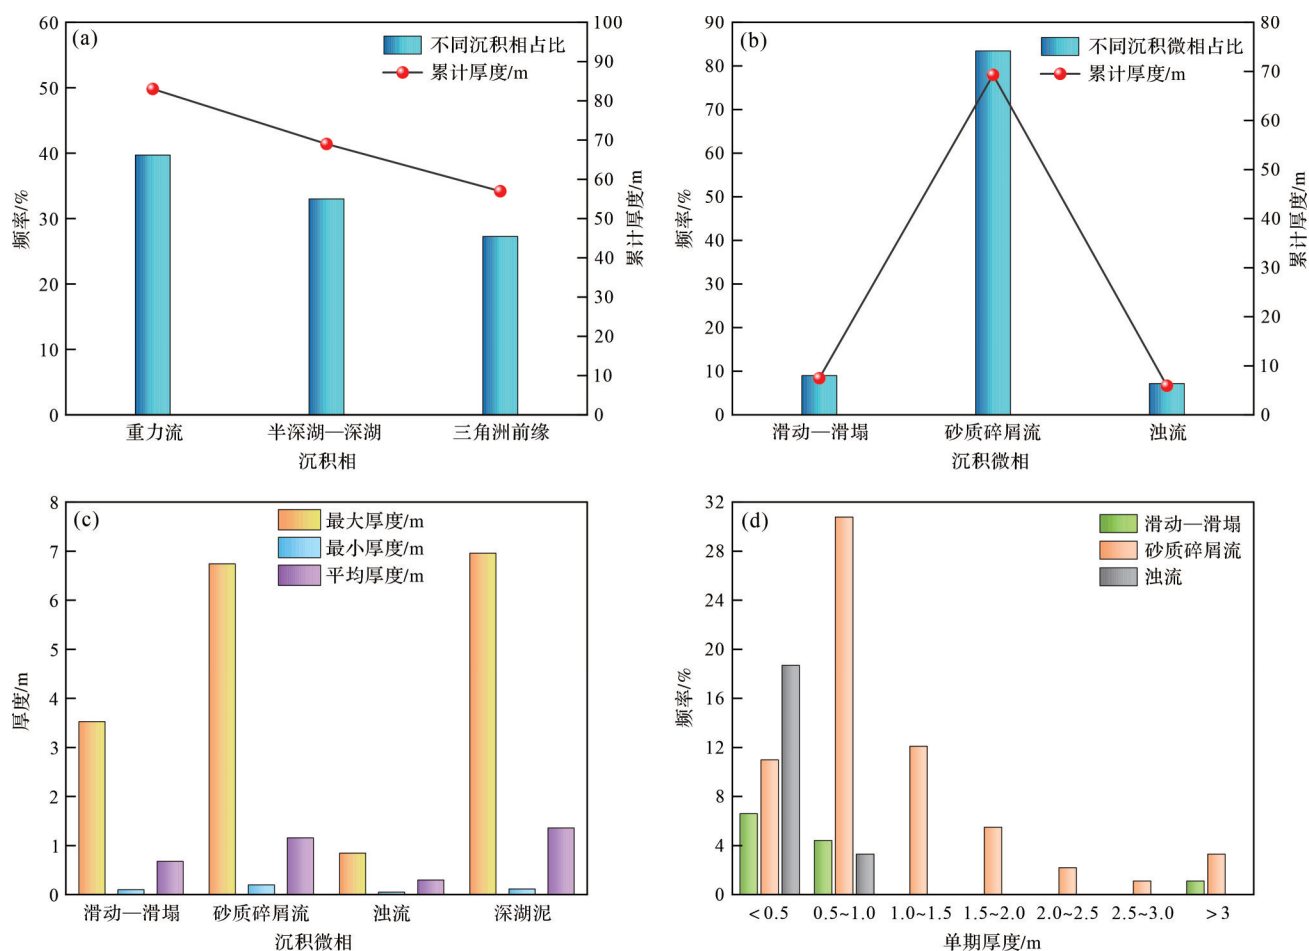 (a)
不同沉积相占比
累计厚度/m
60
50
40
30
20
10
0
频率/%
100
90
80
70
60
50
40
30
20
10
0
累计厚度/m
重力流
半深湖—深湖
三角洲前缘
沉积相
(b)
不同沉积微相占比
累计厚度/m
90
80
70
60
50
40
30
20
10
0
频率/%
80
70
60
50
70
30
70
10
0
累计厚度/m
滑动—滑塌
砂质碎屑流
浊流
沉积微相
(c)
最大厚度/m
最小厚度/m
平均厚度/m
8
7
6
5
4
3
2
1
0
厚度/m
滑动—滑塌
砂质碎屑流
浊流
深湖泥
沉积微相
(d)
滑动—滑塌
砂质碎屑流
浊流
32
28
24
20
16
12
8
4
0
频率/%
＜0.5
0.5~1.0
1.0~1.5
1.5~2.0
2.0~2.5
2.5~3.0
＞3
单期厚度/m